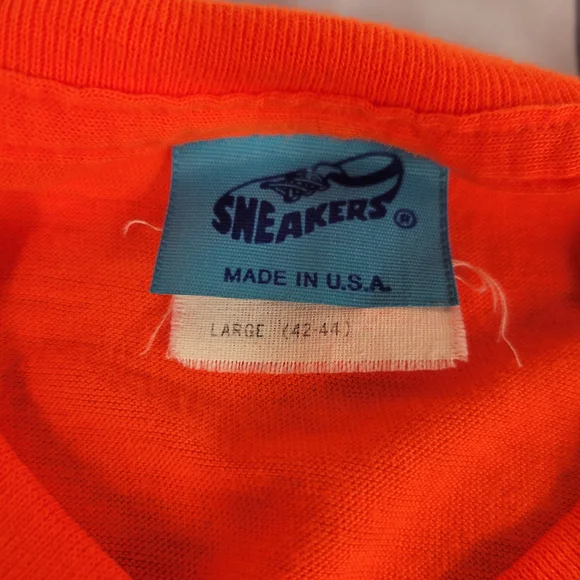 SNEAKERS®
MADE IN U.S.A.
LARGE (42-44)